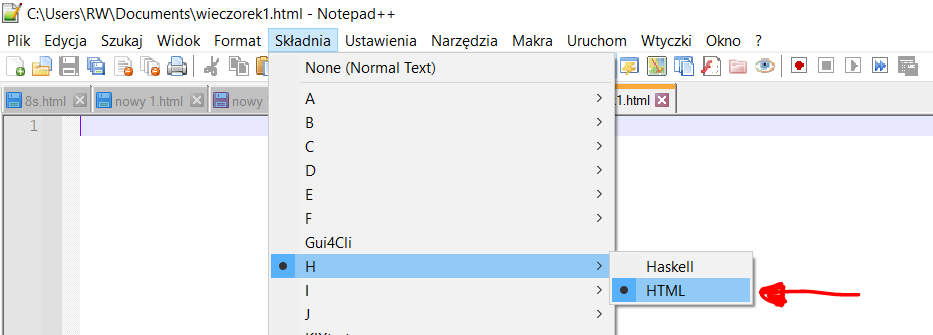 C:\Users\RW\Documents\wieczorek1.html - Notepad++
Plik Edycja Szukaj Widok Format Składnia Ustawienia Narzędzia Makra Uruchom Wtyczki Okno ?
None (Normal Text)
8s.html nowy 1.html nowy 1.html
A
1
B
C
D
E
F
Gui4Cli
H
Haskell
HTML
I
J